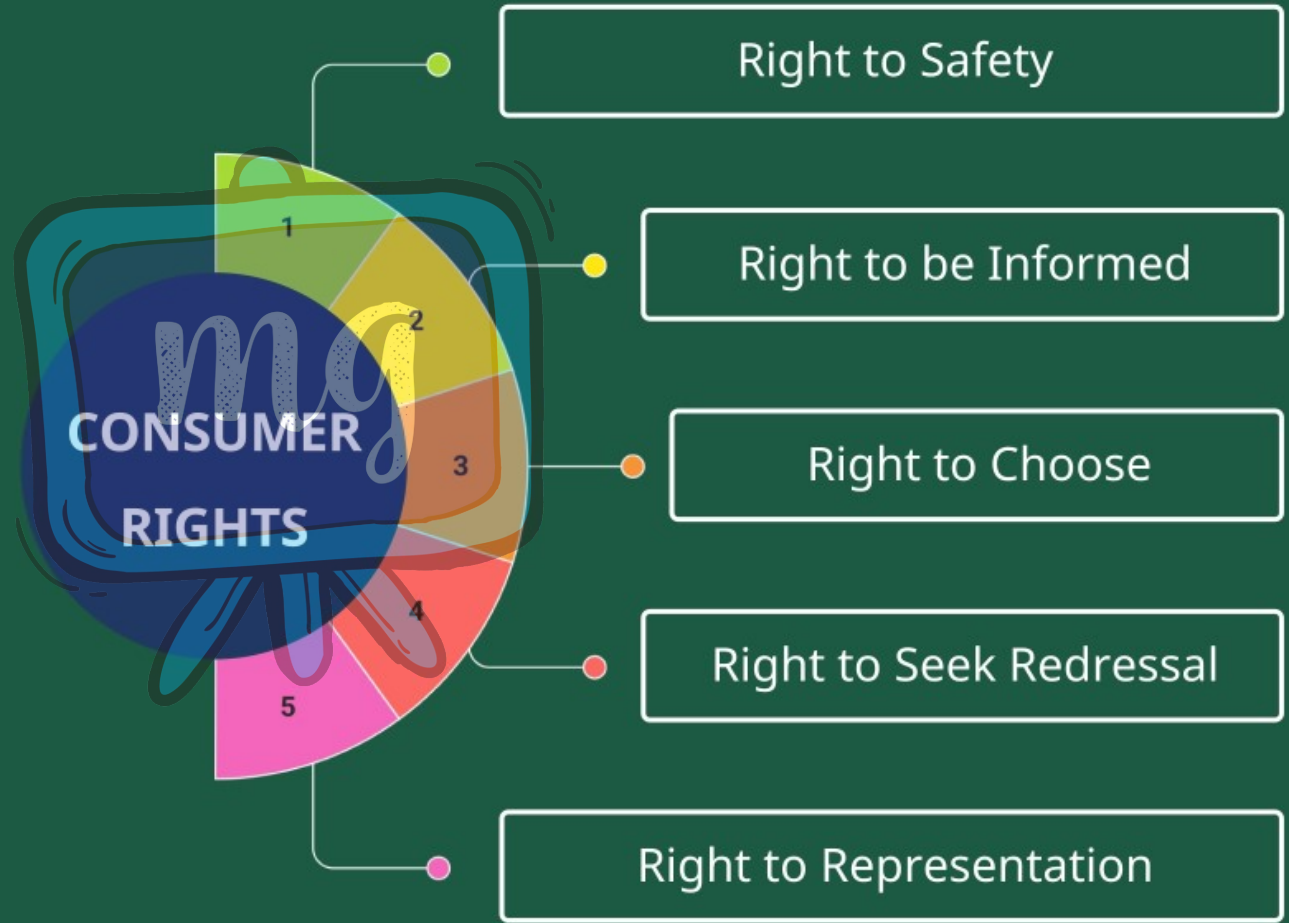 Right to Safety
1
Right to be Informed
2
mg
CONSUMER
RIGHTS
3
Right to Choose
4
Right to Seek Redressal
5
Right to Representation